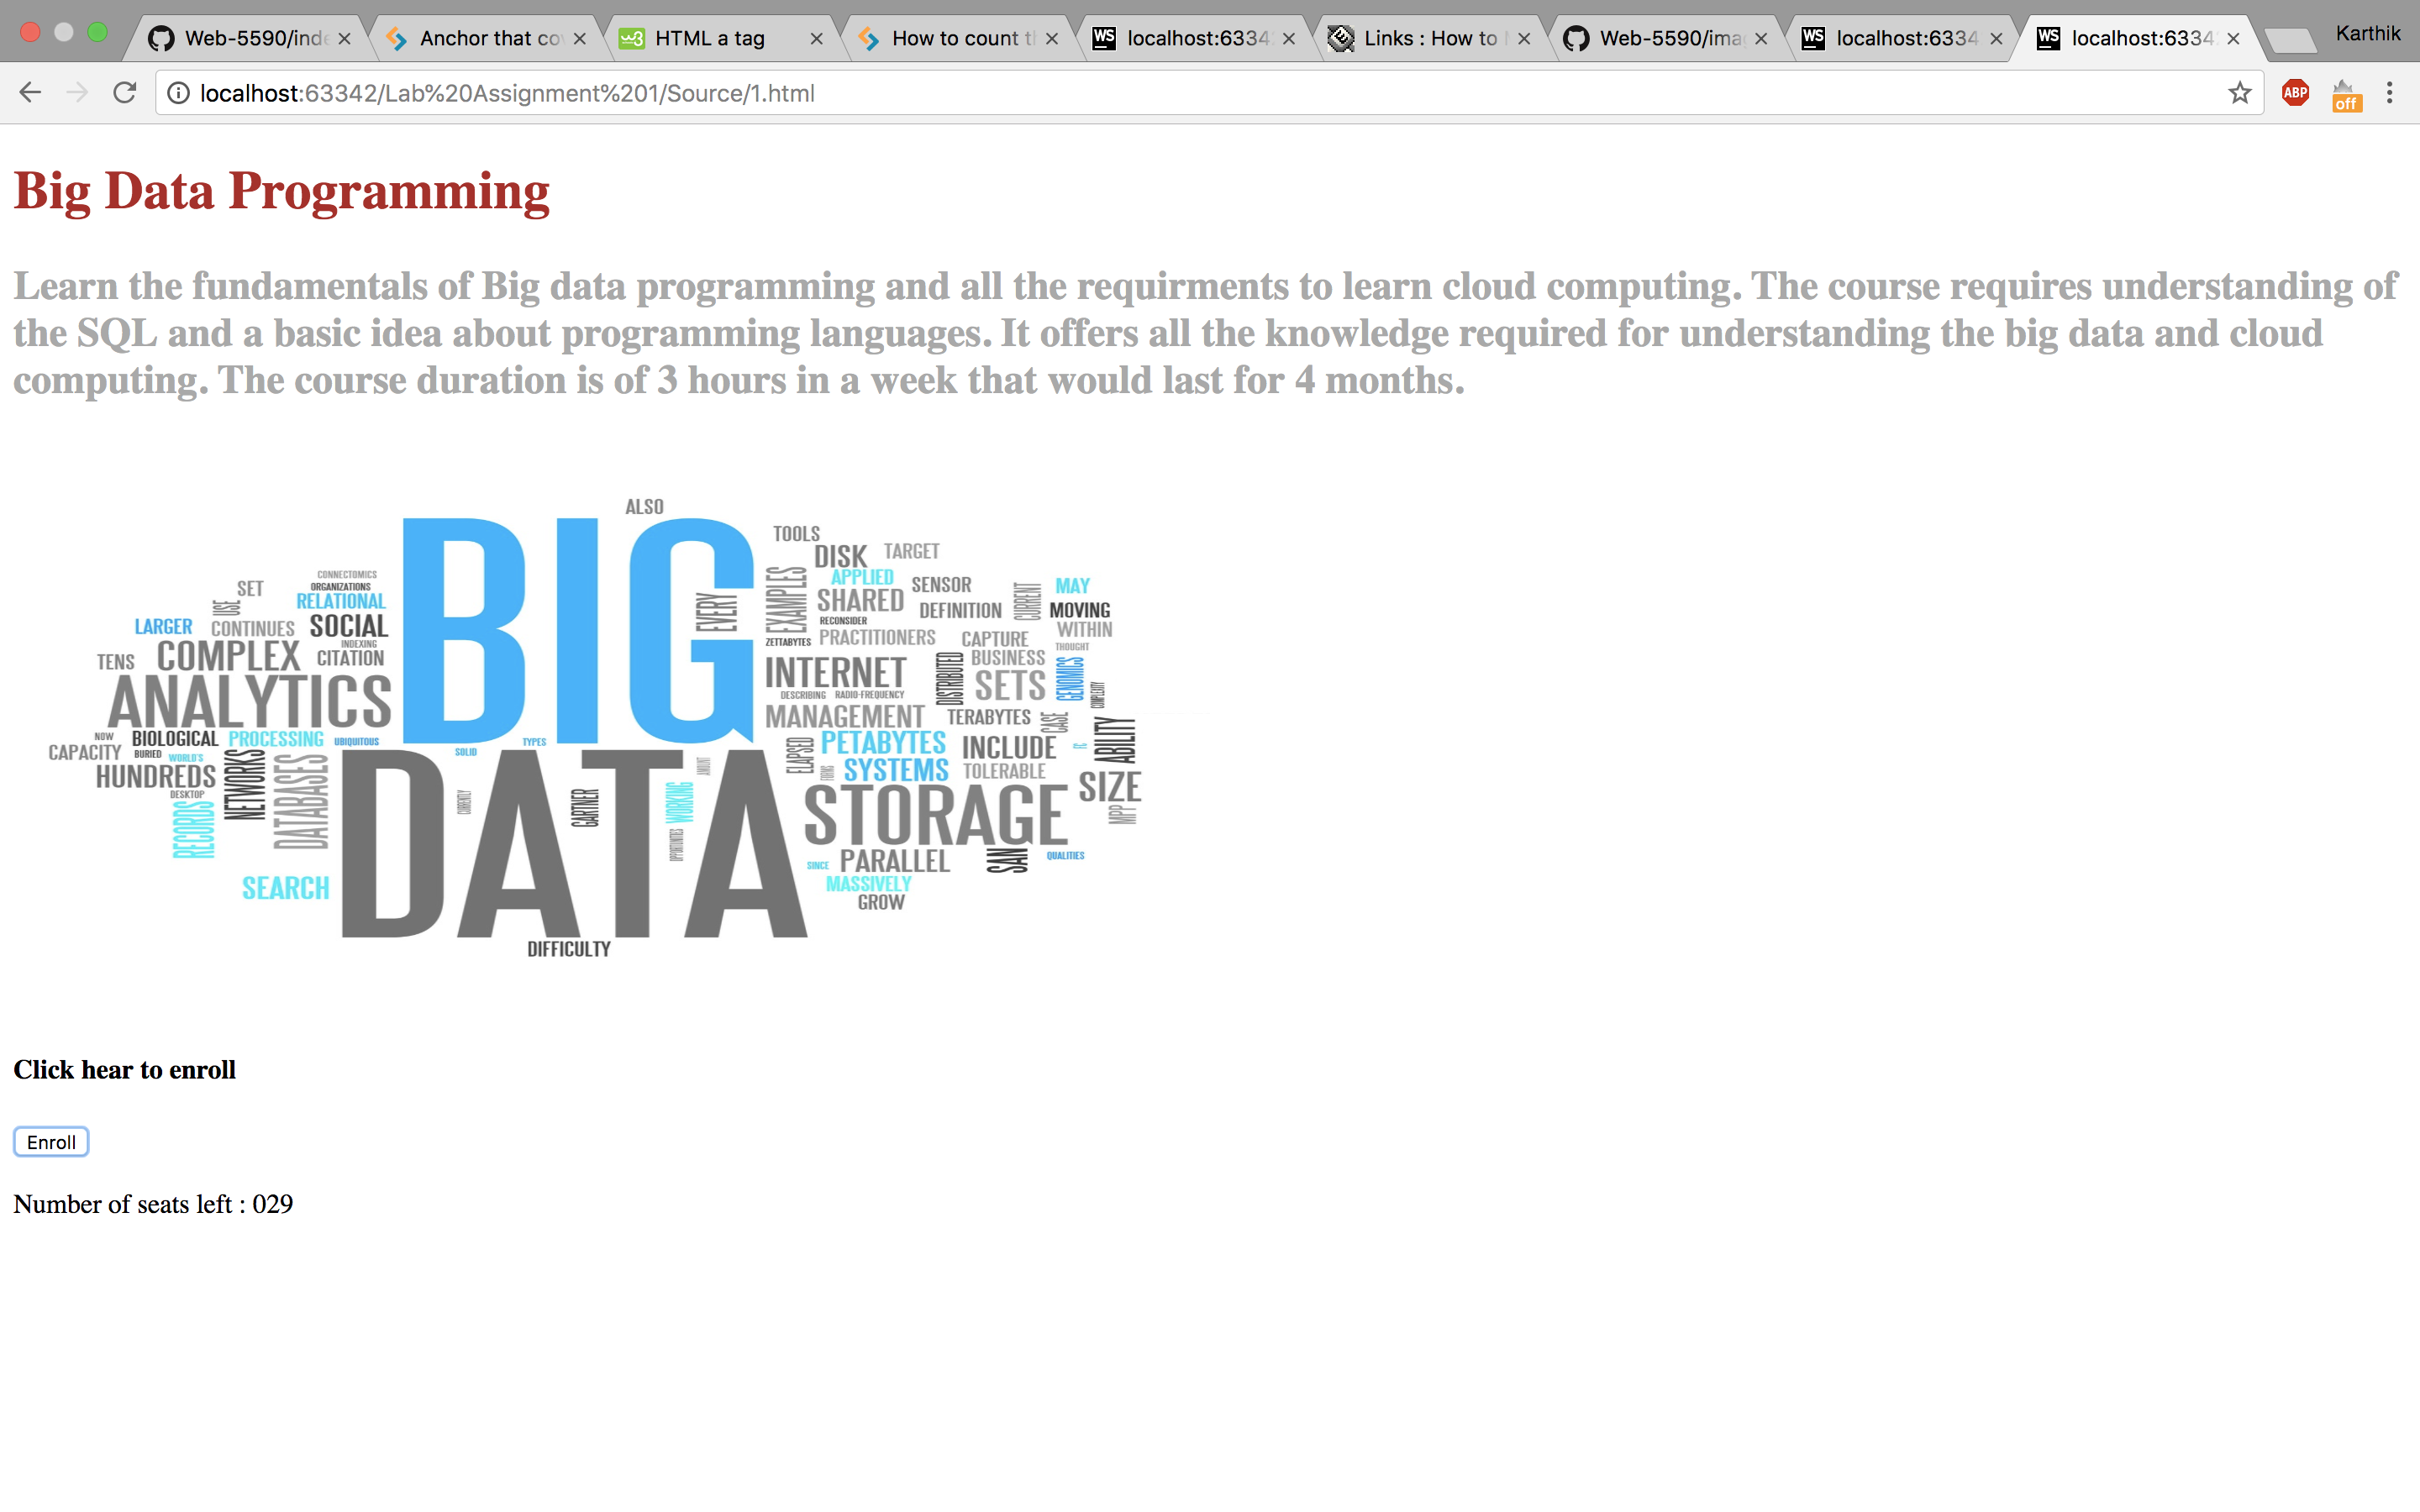 Web-5590/inde
Anchor that cov
HTML a tag
How to count th
WS localhost:6334
Links : How to
Web-5590/ima
WS localhost:6334
WS localhost:6334
Karthik
localhost:63342/Lab%20Assignment%201/Source/1.html
ABP
off
Big Data Programming
Learn the fundamentals of Big data programming and all the requirments to learn cloud computing. The course requires understanding of
the SQL and a basic idea about programming languages. It offers all the knowledge required for understanding the big data and cloud
computing. The course duration is of 3 hours in a week that would last for 4 months.
ALSO
BIG
TOOLS
DISK
TARGET
CONNECTOMICS
ORGANIZATIONS
SET
USE
RELATIONAL
EVERY
EXAMPLES
APPLIED
SENSOR
SHARED
DEFINITION
CURRENT
MAY
MOVING
LARGER
CONTINUES
SOCIAL
RECONSIDER
WITHIN
ZETTABYTES
PRACTITIONERS
CAPTURE
THOUGHT
INDEXING
TENS
COMPLEX
CITATION
INTERNET
DISTRIBUTED
BUSINESS
SETS
GENOMICS
COMPLEXITY
ANALYTICS
DESCRIBING
RADIO-FREQUENCY
MANAGEMENT
TERABYTES
CASE
ABILITY
NOW
BIOLOGICAL
PROCESSING
UBIQUITOUS
SOLID
TYPES
ELAPSED
PETABYTES
INCLUDE
CAPACITY
BURIED
WORLD'S
NETWORKS
DATABASES
DATA
AMOUNT
SYSTEMS
TOLERABLE
HUNDREDS
DESKTOP
RECORDS
CURRENTLY
GARTNER
WORKING
OPPORTUNITIES
STORAGE
SIZE
MPP
SINCE
PARALLEL
SAN
QUALITIES
SEARCH
MASSIVELY
GROW
DIFFICULTY
Click hear to enroll
Enroll
Number of seats left : 029